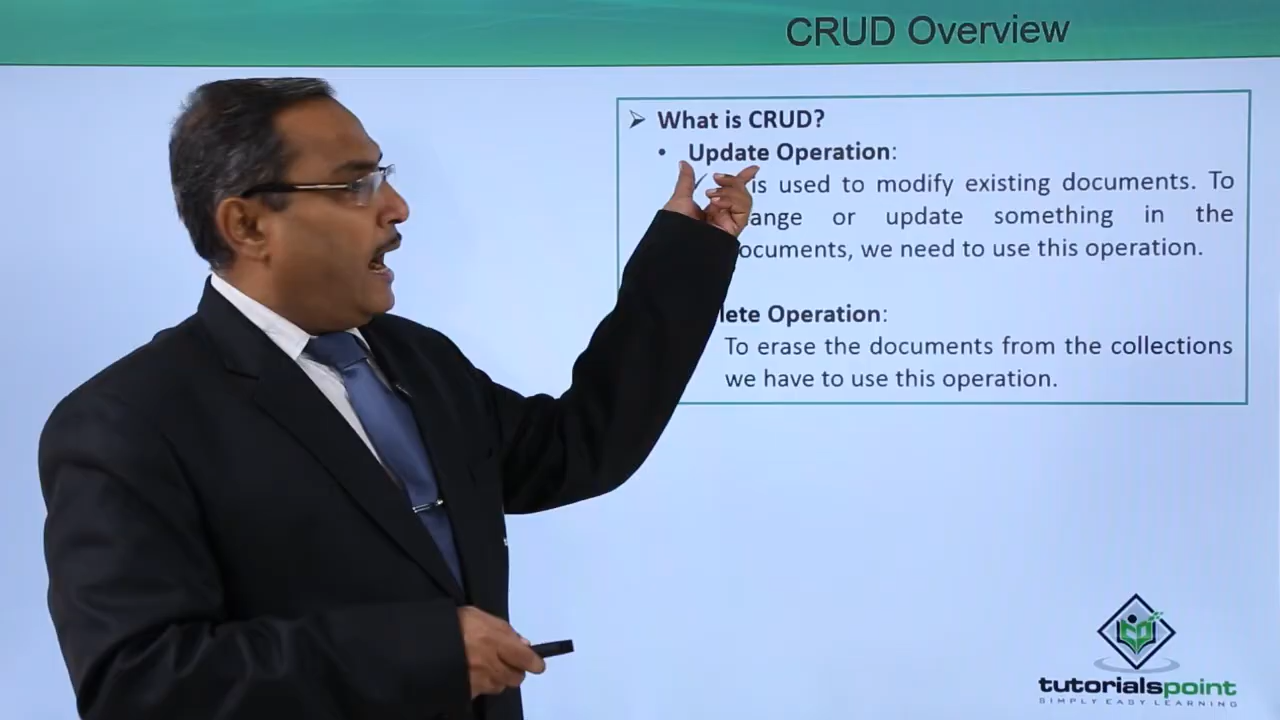 CRUD Overview
➤ What is CRUD?
• Update Operation:
is used to modify existing documents. To
ange or update something in the
ocuments, we need to use this operation.
lete Operation:
To erase the documents from the collections
we have to use this operation.
tutorialspoint
SIMPLY EASY LEARNING